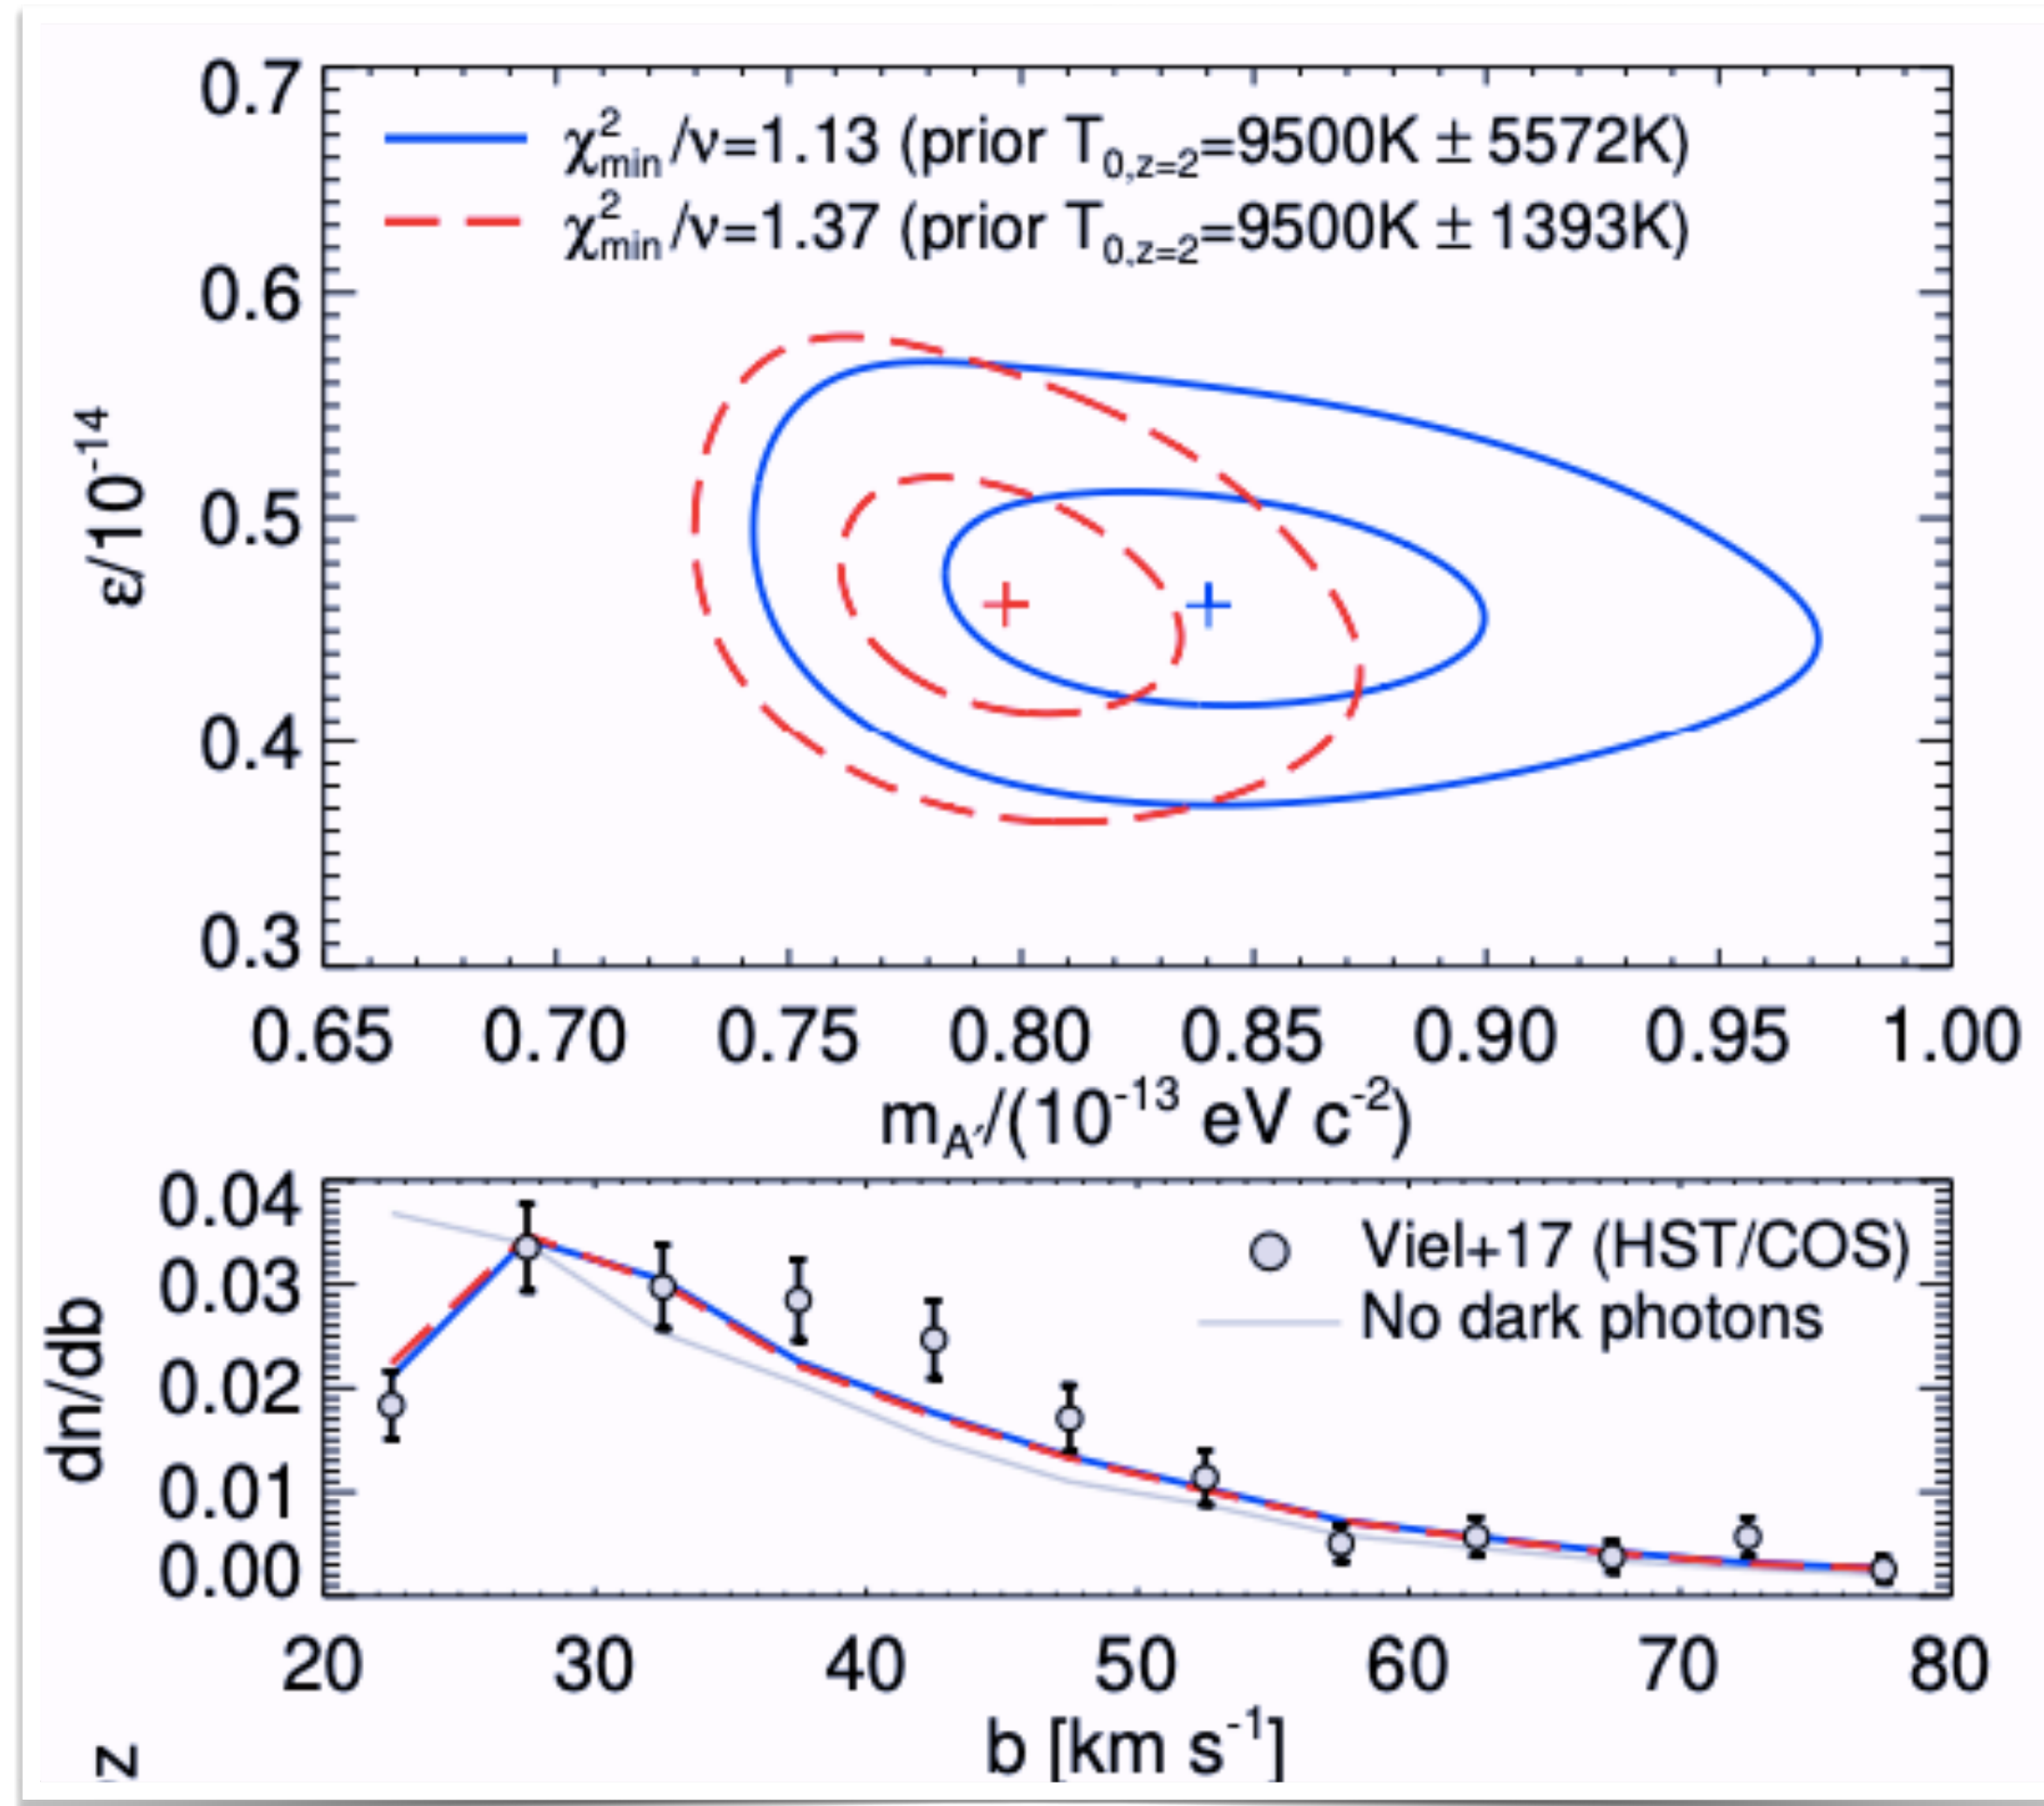 χ²min/ν=1.13 (prior T0,z=2=9500K ± 5572K)
χ²min/ν=1.37 (prior T0,z=2=9500K ± 1393K)
0.7
0.6
0.5
0.4
0.3
ε/10⁻¹⁴
0.65 0.70 0.75 0.80 0.85 0.90 0.95 1.00
mA′/(10⁻¹³ eV c⁻²)
0.04
0.03
0.02
0.01
0.00
dn/db
Viel+17 (HST/COS)
No dark photons
20 30 40 50 60 70 80
b [km s⁻¹]
z